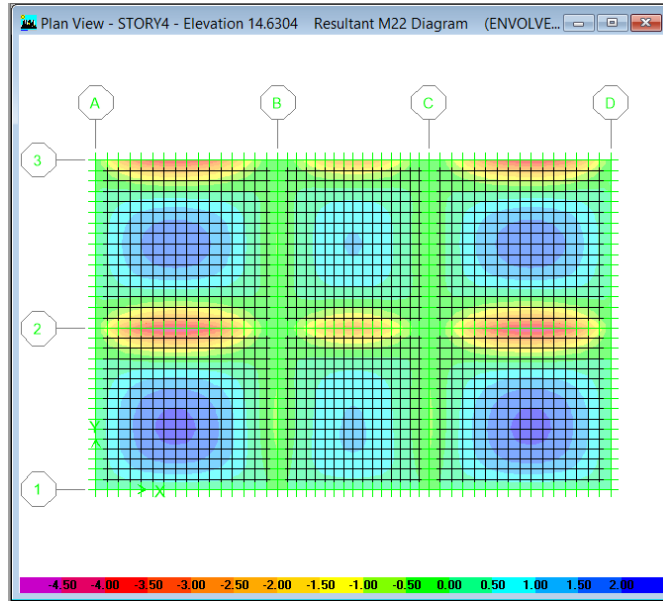 Plan View - STORY4 - Elevation 14.6304 Resultant M22 Diagram (ENVOLVE...
A B C D
3
2
Y
1
X
-4.50 -4.00 -3.50 -3.00 -2.50 -2.00 -1.50 -1.00 -0.50 0.00 0.50 1.00 1.50 2.00